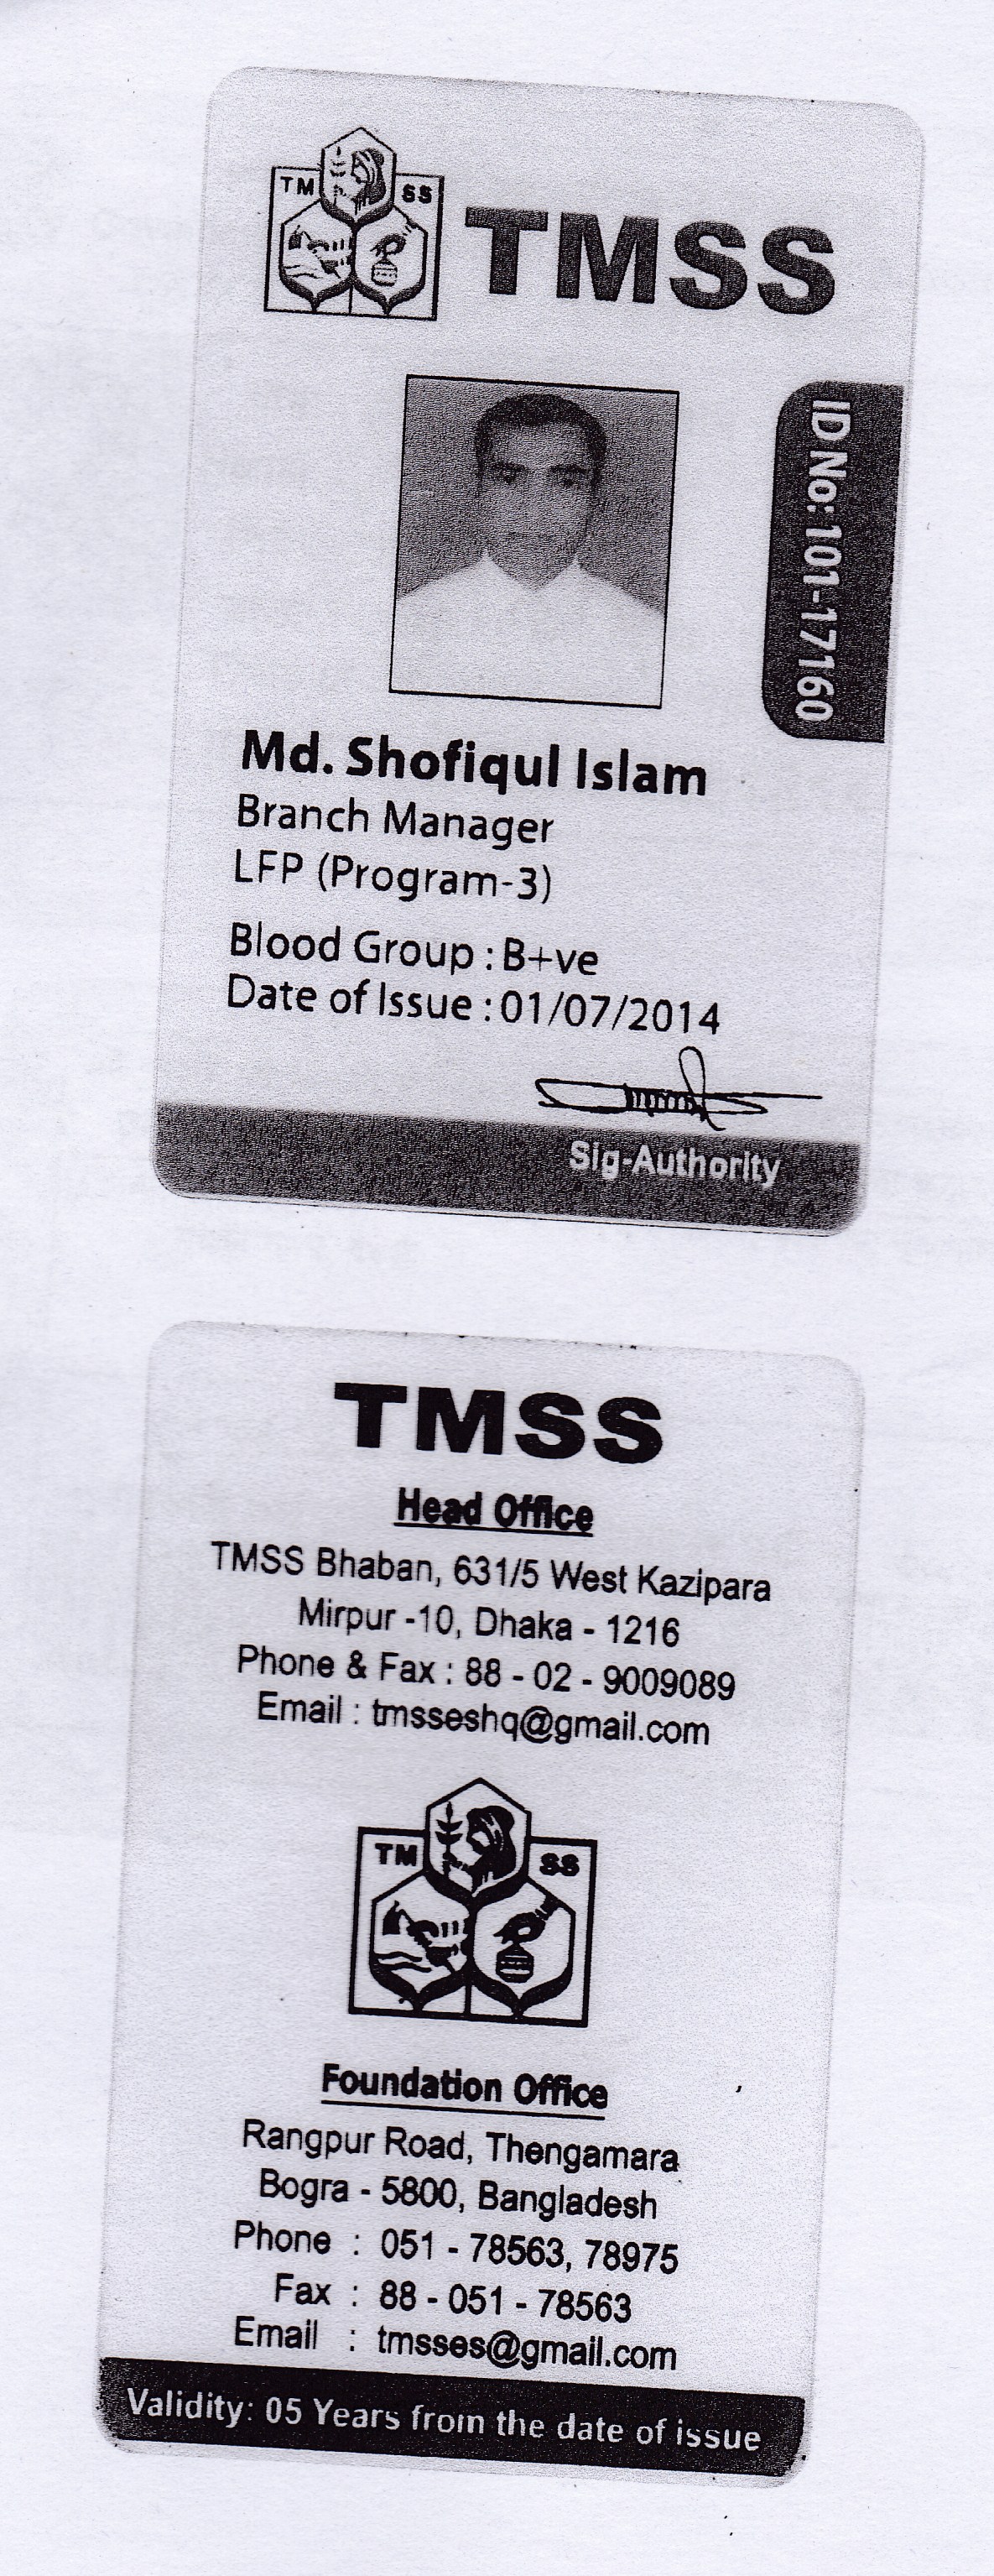 TM SS
TMSS
ID No: 101-17160
Md. Shofiqul Islam
Branch Manager
LFP (Program-3)
Blood Group : B+ve
Date of Issue : 01/07/2014
Sig-Authority
TMSS
Head Office
TMSS Bhaban, 631/5 West Kazipara
Mirpur -10, Dhaka - 1216
Phone & Fax : 88 - 02 - 9009089
Email : tmsseshq@gmail.com
TM SS
Foundation Office
Rangpur Road, Thengamara
Bogra - 5800, Bangladesh
Phone : 051 - 78563, 78975
Fax : 88 - 051 - 78563
Email : tmsses@gmail.com
Validity: 05 Years from the date of issue